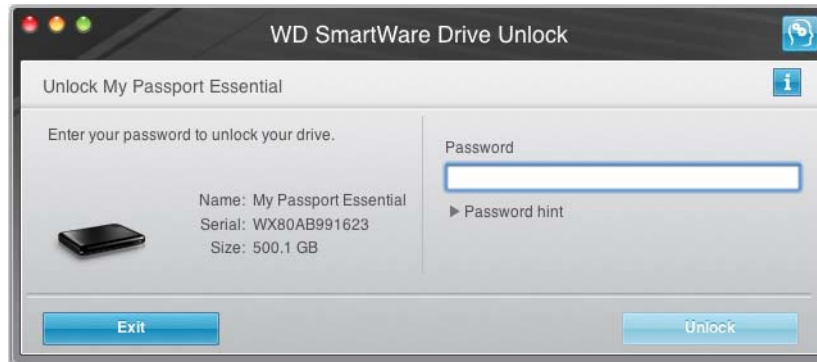 WD SmartWare Drive Unlock
Unlock My Passport Essential
i
Enter your password to unlock your drive.
Name: My Passport Essential
Serial: WX80AB991623
Size: 500.1 GB
Password
Password hint
Exit
Unlock